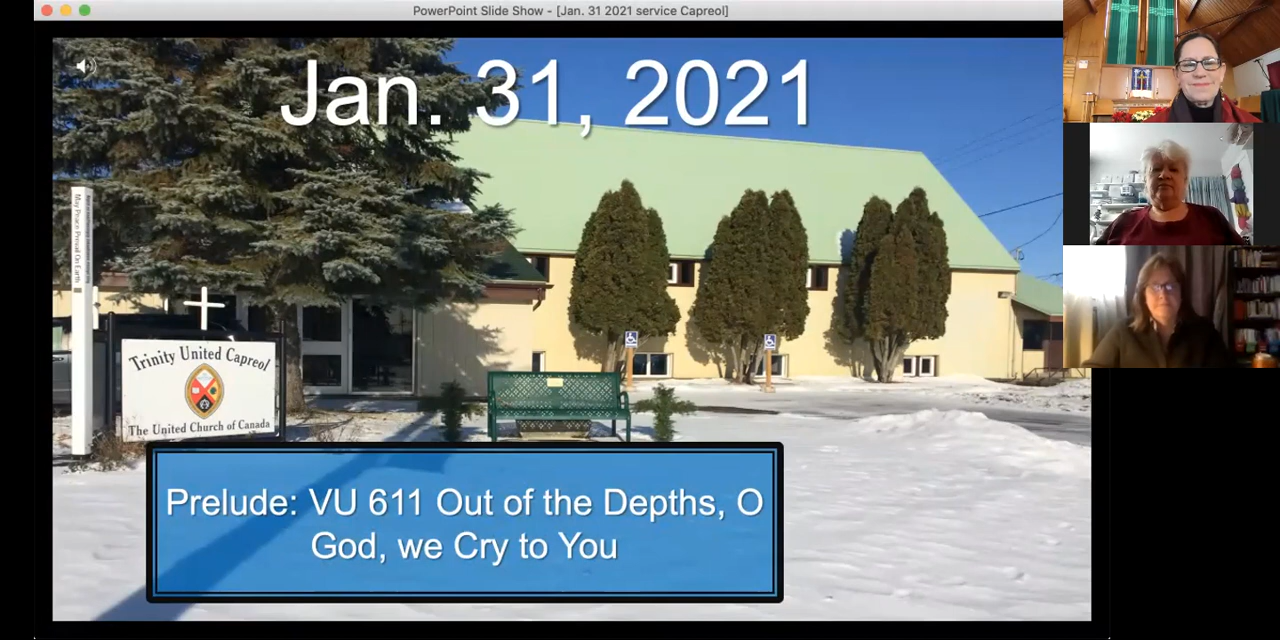 PowerPoint Slide Show - [Jan. 31 2021 service Capreol]
Jan. 31, 2021
May Peace Prevail On Earth
Trinity United Capreol
The United Church of Canada
Prelude: VU 611 Out of the Depths, O
God, we Cry to You